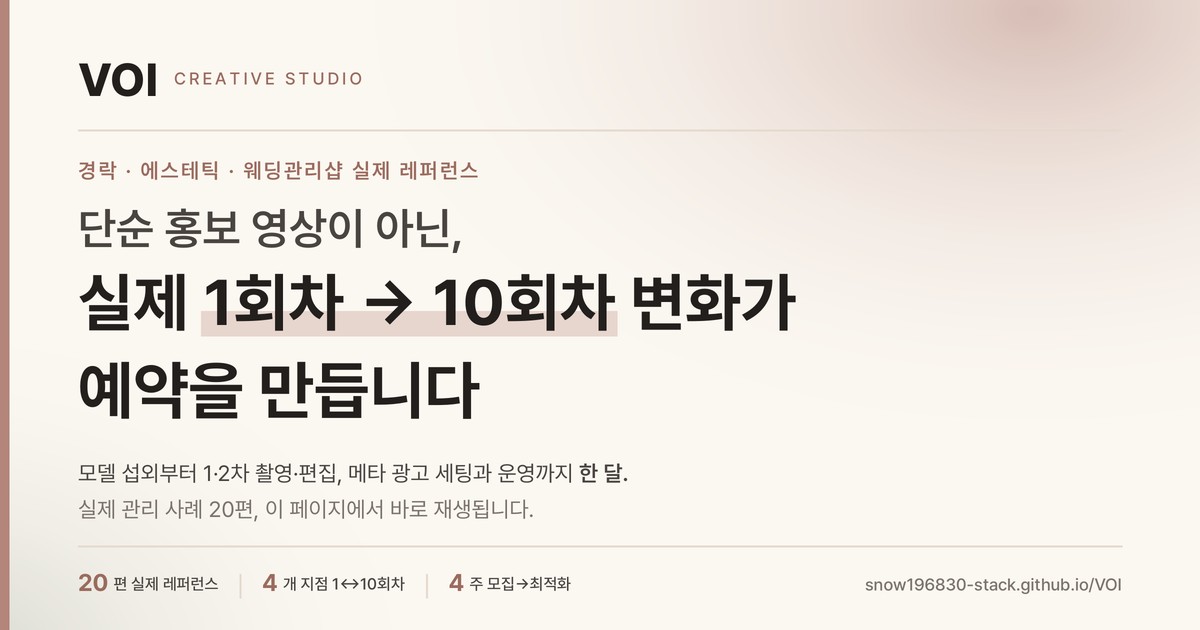 VOI CREATIVE STUDIO
경락 · 에스테틱 · 웨딩관리샵 실제 레퍼런스
단순 홍보 영상이 아닌,
실제 1회차 → 10회차 변화가
예약을 만듭니다
모델 섭외부터 1·2차 촬영·편집, 메타 광고 세팅과 운영까지 한 달.
실제 관리 사례 20편, 이 페이지에서 바로 재생됩니다.
20 편 실제 레퍼런스 4 개 지점 1↔10회차 4 주 모집→최적화 snow196830-stack.github.io/VOI